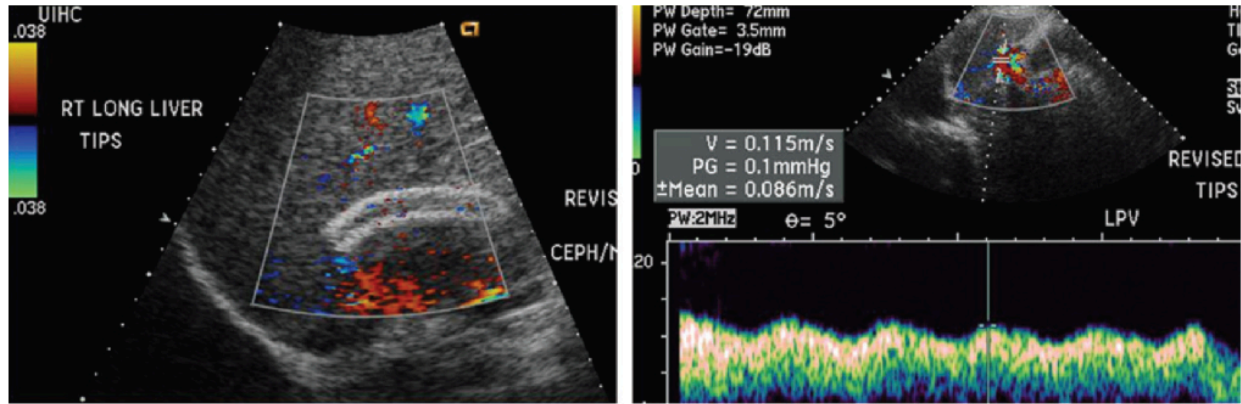 UIHC
.038
RT LONG LIVER
TIPS
.038
REVIS
CEPH/
PW Depth= 72mm
PW Gate= 3.5mm
PW Gain=-19dB
V = 0.115m/s
PG = 0.1mmHg
±Mean = 0.086m/s
REVISED
TIPS
PW:2MHz
θ= 5°
LPV
20